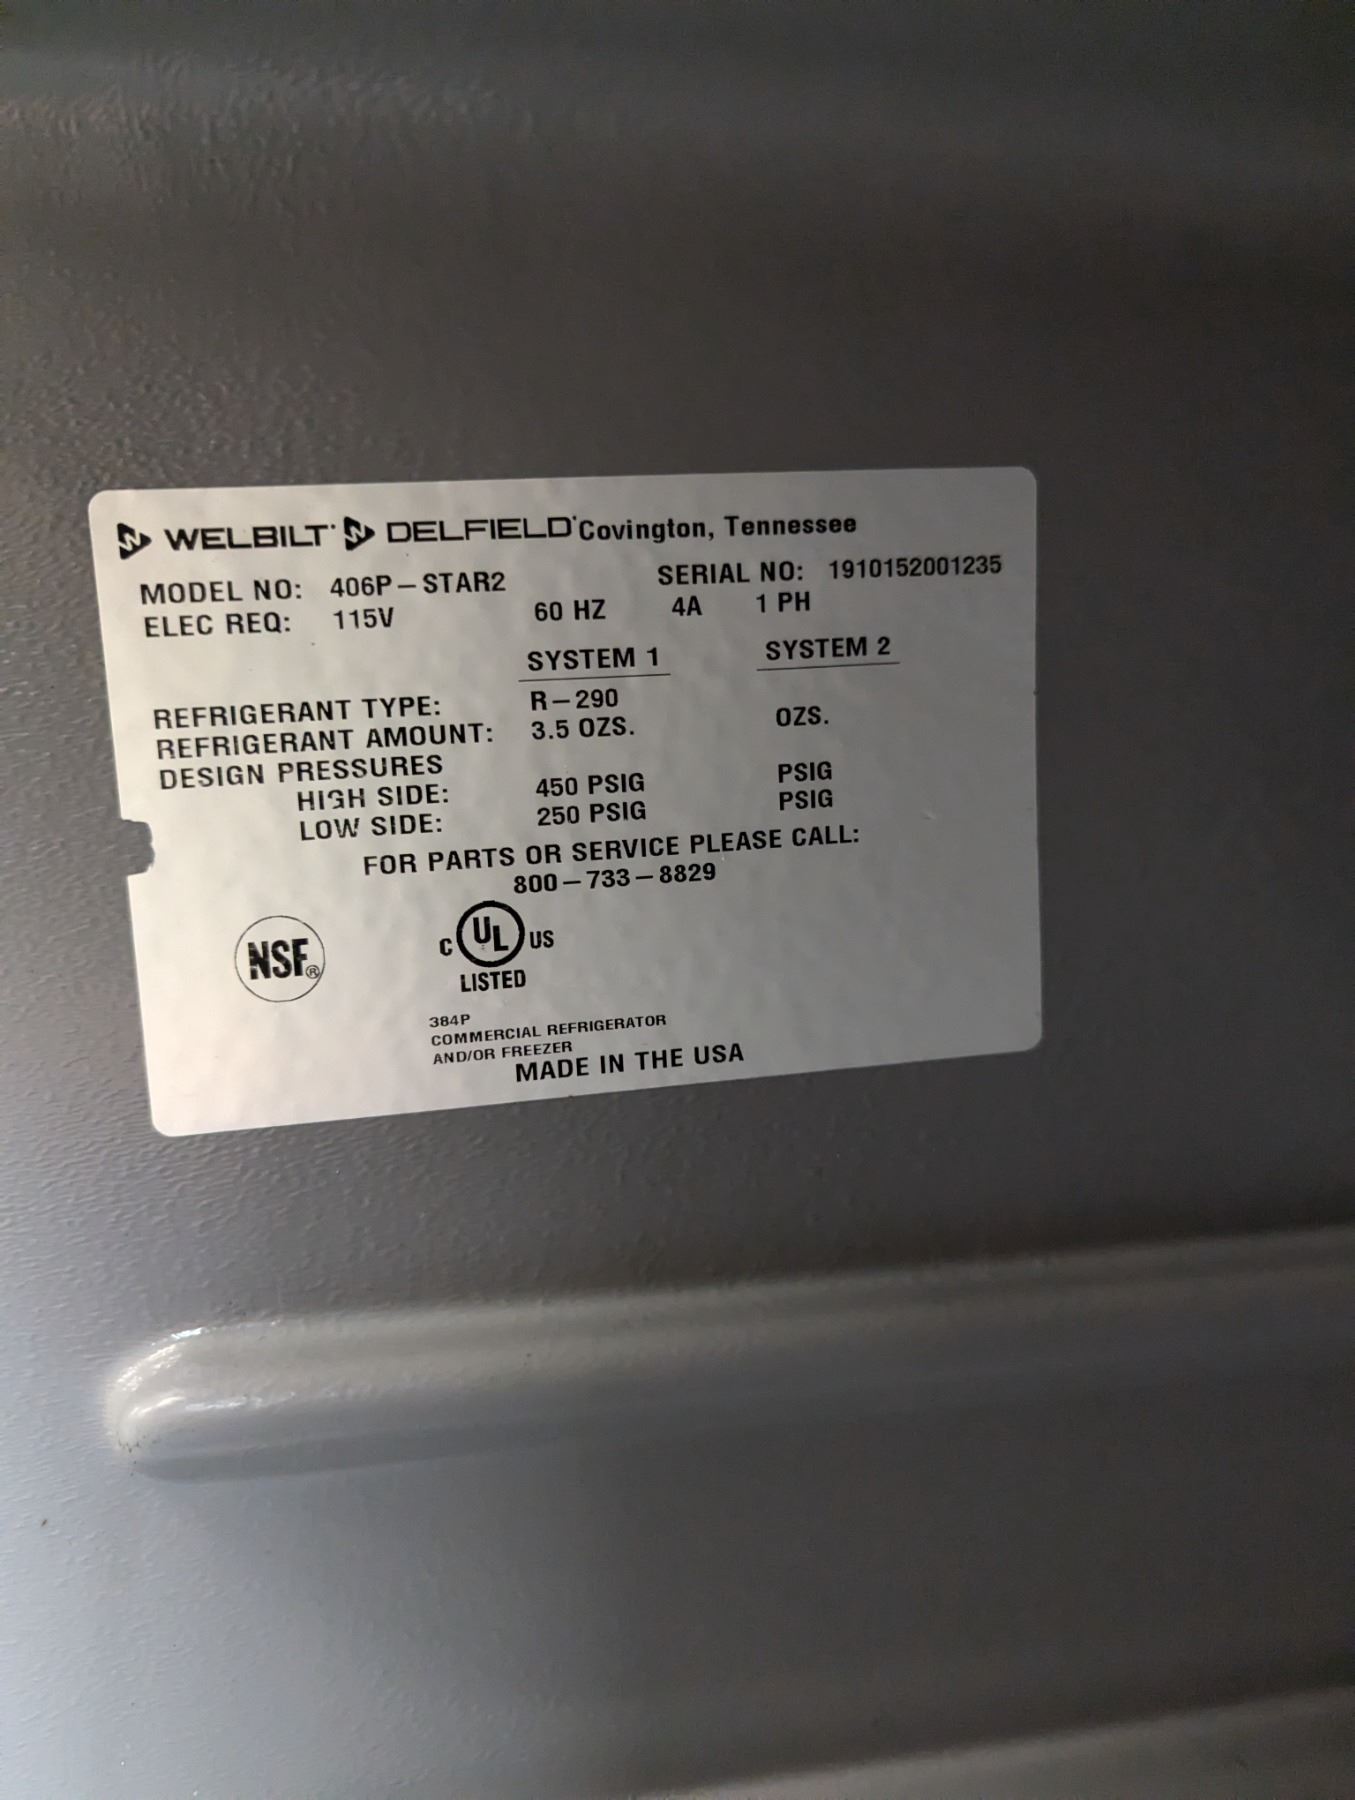 WELBILT DELFIELD Covington, Tennessee
MODEL NO: 406P-STAR2 SERIAL NO: 1910152001235
ELEC REQ: 115V 60 HZ 4A 1 PH
SYSTEM 1 SYSTEM 2
REFRIGERANT TYPE: R-290
REFRIGERANT AMOUNT: 3.5 OZS. OZS.
DESIGN PRESSURES
HIGH SIDE: 450 PSIG PSIG
LOW SIDE: 250 PSIG PSIG
FOR PARTS OR SERVICE PLEASE CALL:
800-733-8829
NSF®
C UL US
LISTED
384P
COMMERCIAL REFRIGERATOR
AND/OR FREEZER
MADE IN THE USA